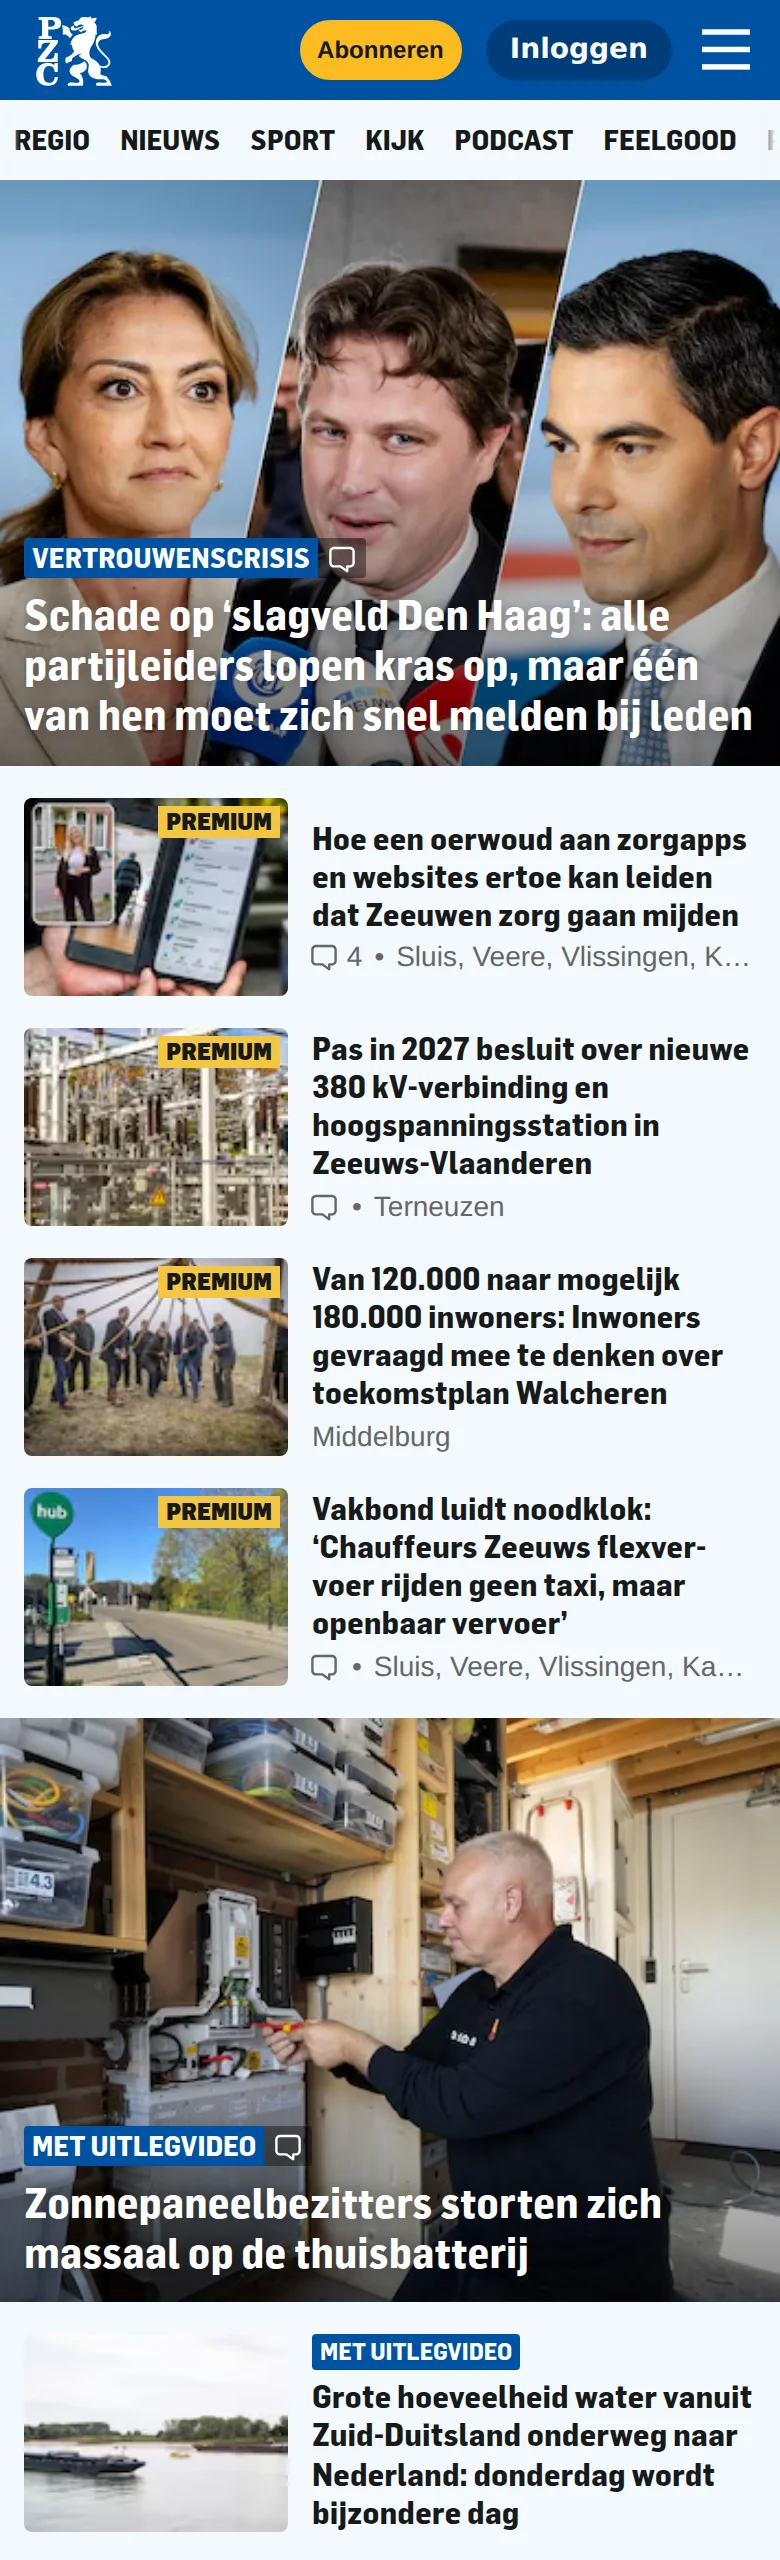 PZC
Abonneren
Inloggen
REGIO NIEUWS SPORT KIJK PODCAST FEELGOOD
VERTROUWENSCRISIS
Schade op ‘slagveld Den Haag’: alle
partijleiders lopen kras op, maar één
van hen moet zich snel melden bij leden
PREMIUM
Hoe een oerwoud aan zorgapps
en websites ertoe kan leiden
dat Zeeuwen zorg gaan mijden
4 • Sluis, Veere, Vlissingen, K…
PREMIUM
Pas in 2027 besluit over nieuwe
380 kV-verbinding en
hoogspanningsstation in
Zeeuws-Vlaanderen
• Terneuzen
PREMIUM
Van 120.000 naar mogelijk
180.000 inwoners: Inwoners
gevraagd mee te denken over
toekomstplan Walcheren
Middelburg
hub
PREMIUM
Vakbond luidt noodklok:
‘Chauffeurs Zeeuws flexver-
voer rijden geen taxi, maar
openbaar vervoer’
• Sluis, Veere, Vlissingen, Ka…
4.3
MET UITLEGVIDEO
Zonnepaneelbezitters storten zich
massaal op de thuisbatterij
MET UITLEGVIDEO
Grote hoeveelheid water vanuit
Zuid-Duitsland onderweg naar
Nederland: donderdag wordt
bijzondere dag